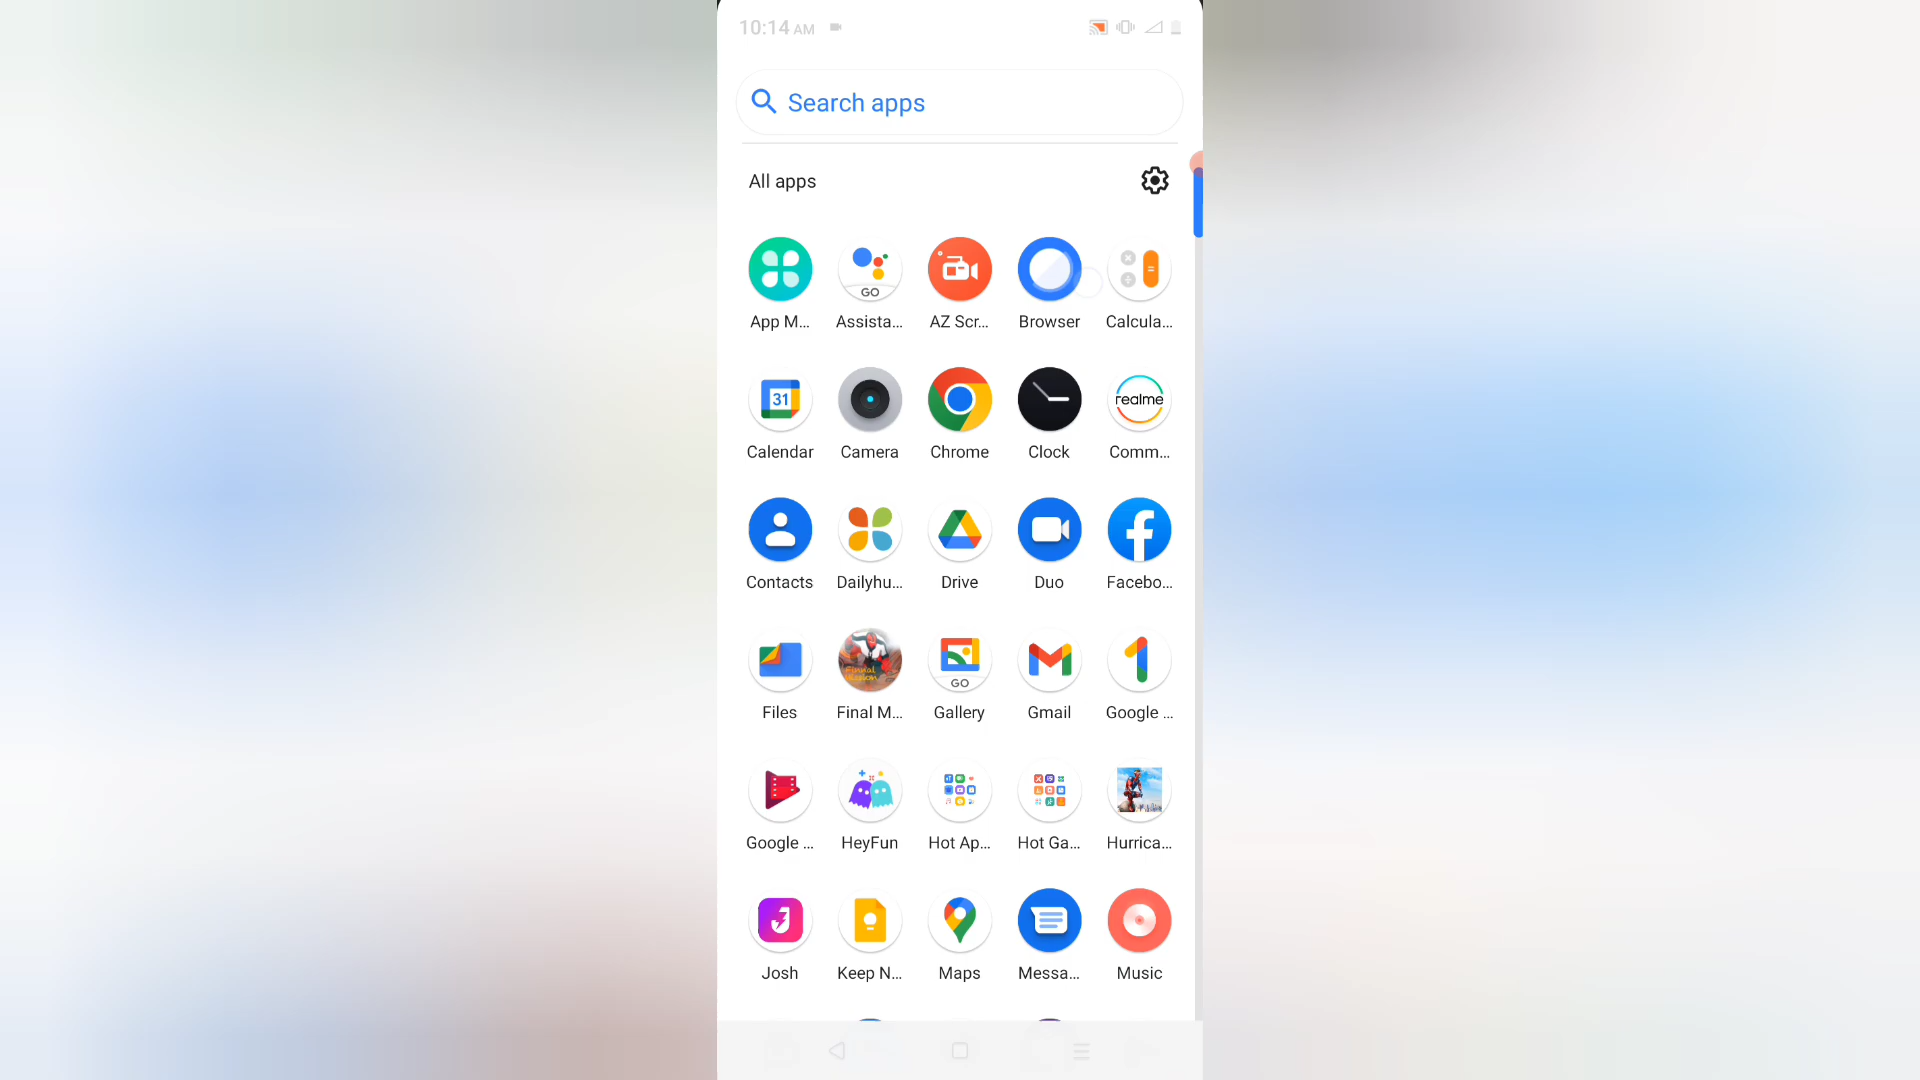 10:14 AM
Search apps
All apps
GO
App M... Assista... AZ Scr... Browser Calcula...
31
realme
Calendar Camera Chrome Clock Comm...
Contacts Dailyhu... Drive Duo Facebo...
GO
Files Final M... Gallery Gmail Google ...
Google ... HeyFun Hot Ap... Hot Ga... Hurrica...
Josh Keep N... Maps Messa... Music